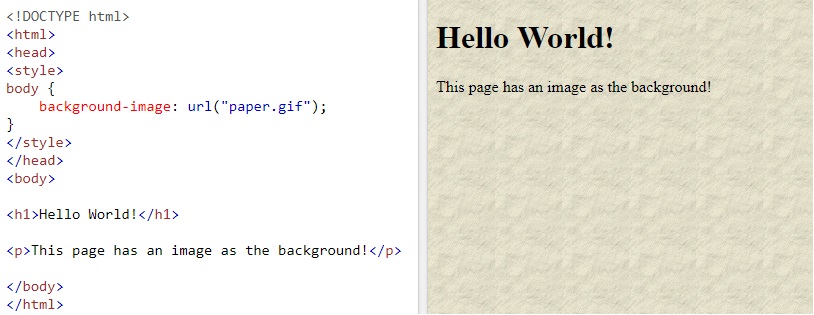 <!DOCTYPE html>
<html>
<head>
<style>
body {
    background-image: url("paper.gif");
}
</style>
</head>
<body>

<h1>Hello World!</h1>

<p>This page has an image as the background!</p>

</body>
</html>
Hello World!
This page has an image as the background!